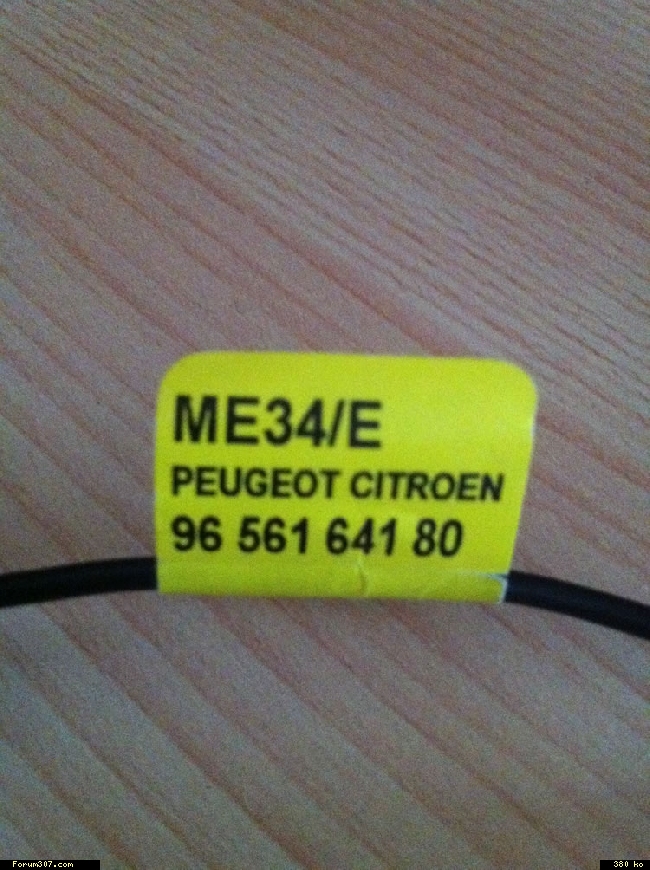 ME34/E
PEUGEOT CITROEN
96 561 641 80
Forum307.com
380 ko